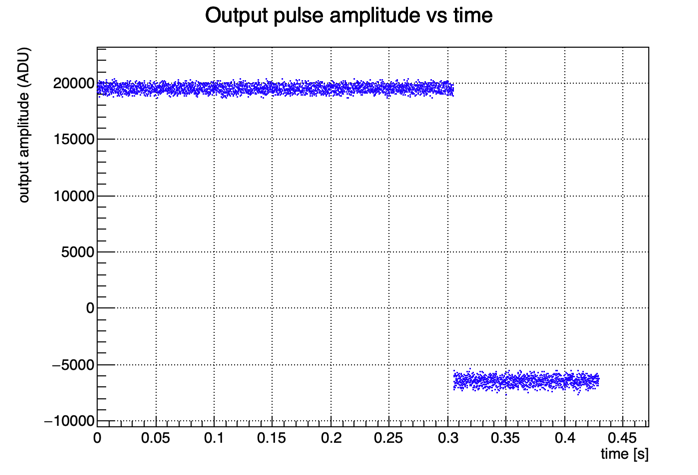 Output pulse amplitude vs time
output amplitude (ADU)
20000
15000
10000
5000
0
−5000
−10000
0 0.05 0.1 0.15 0.2 0.25 0.3 0.35 0.4 0.45
time [s]